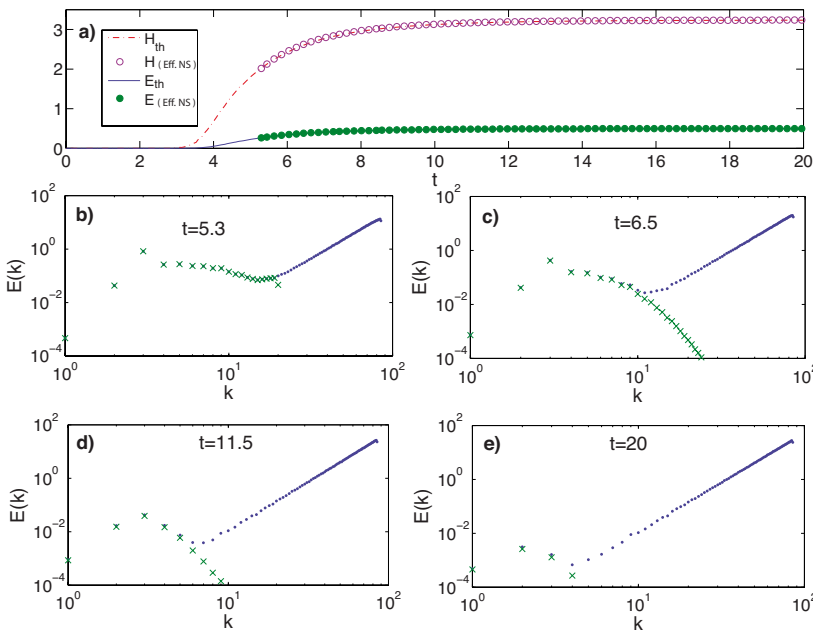 a)
H_th
H_(Eff. NS)
E_th
E_(Eff. NS)
3
2
1
0
0 2 4 6 8 10 12 14 16 18 20
t
b)
t=5.3
E(k)
10^2
10^0
10^-2
10^-4
10^0 10^1 10^2
k
c)
t=6.5
E(k)
10^2
10^0
10^-2
10^-4
10^0 10^1 10^2
k
d)
t=11.5
E(k)
10^2
10^0
10^-2
10^-4
10^0 10^1 10^2
k
e)
t=20
E(k)
10^2
10^0
10^-2
10^-4
10^0 10^1 10^2
k